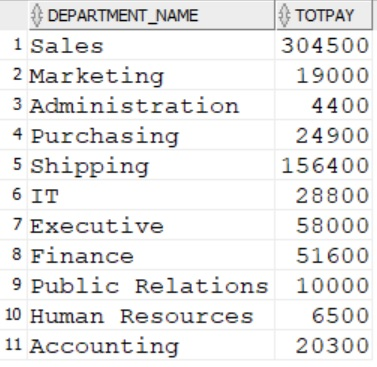 DEPARTMENT_NAME TOTPAY
1 Sales 304500
2 Marketing 19000
3 Administration 4400
4 Purchasing 24900
5 Shipping 156400
6 IT 28800
7 Executive 58000
8 Finance 51600
9 Public Relations 10000
10 Human Resources 6500
11 Accounting 20300